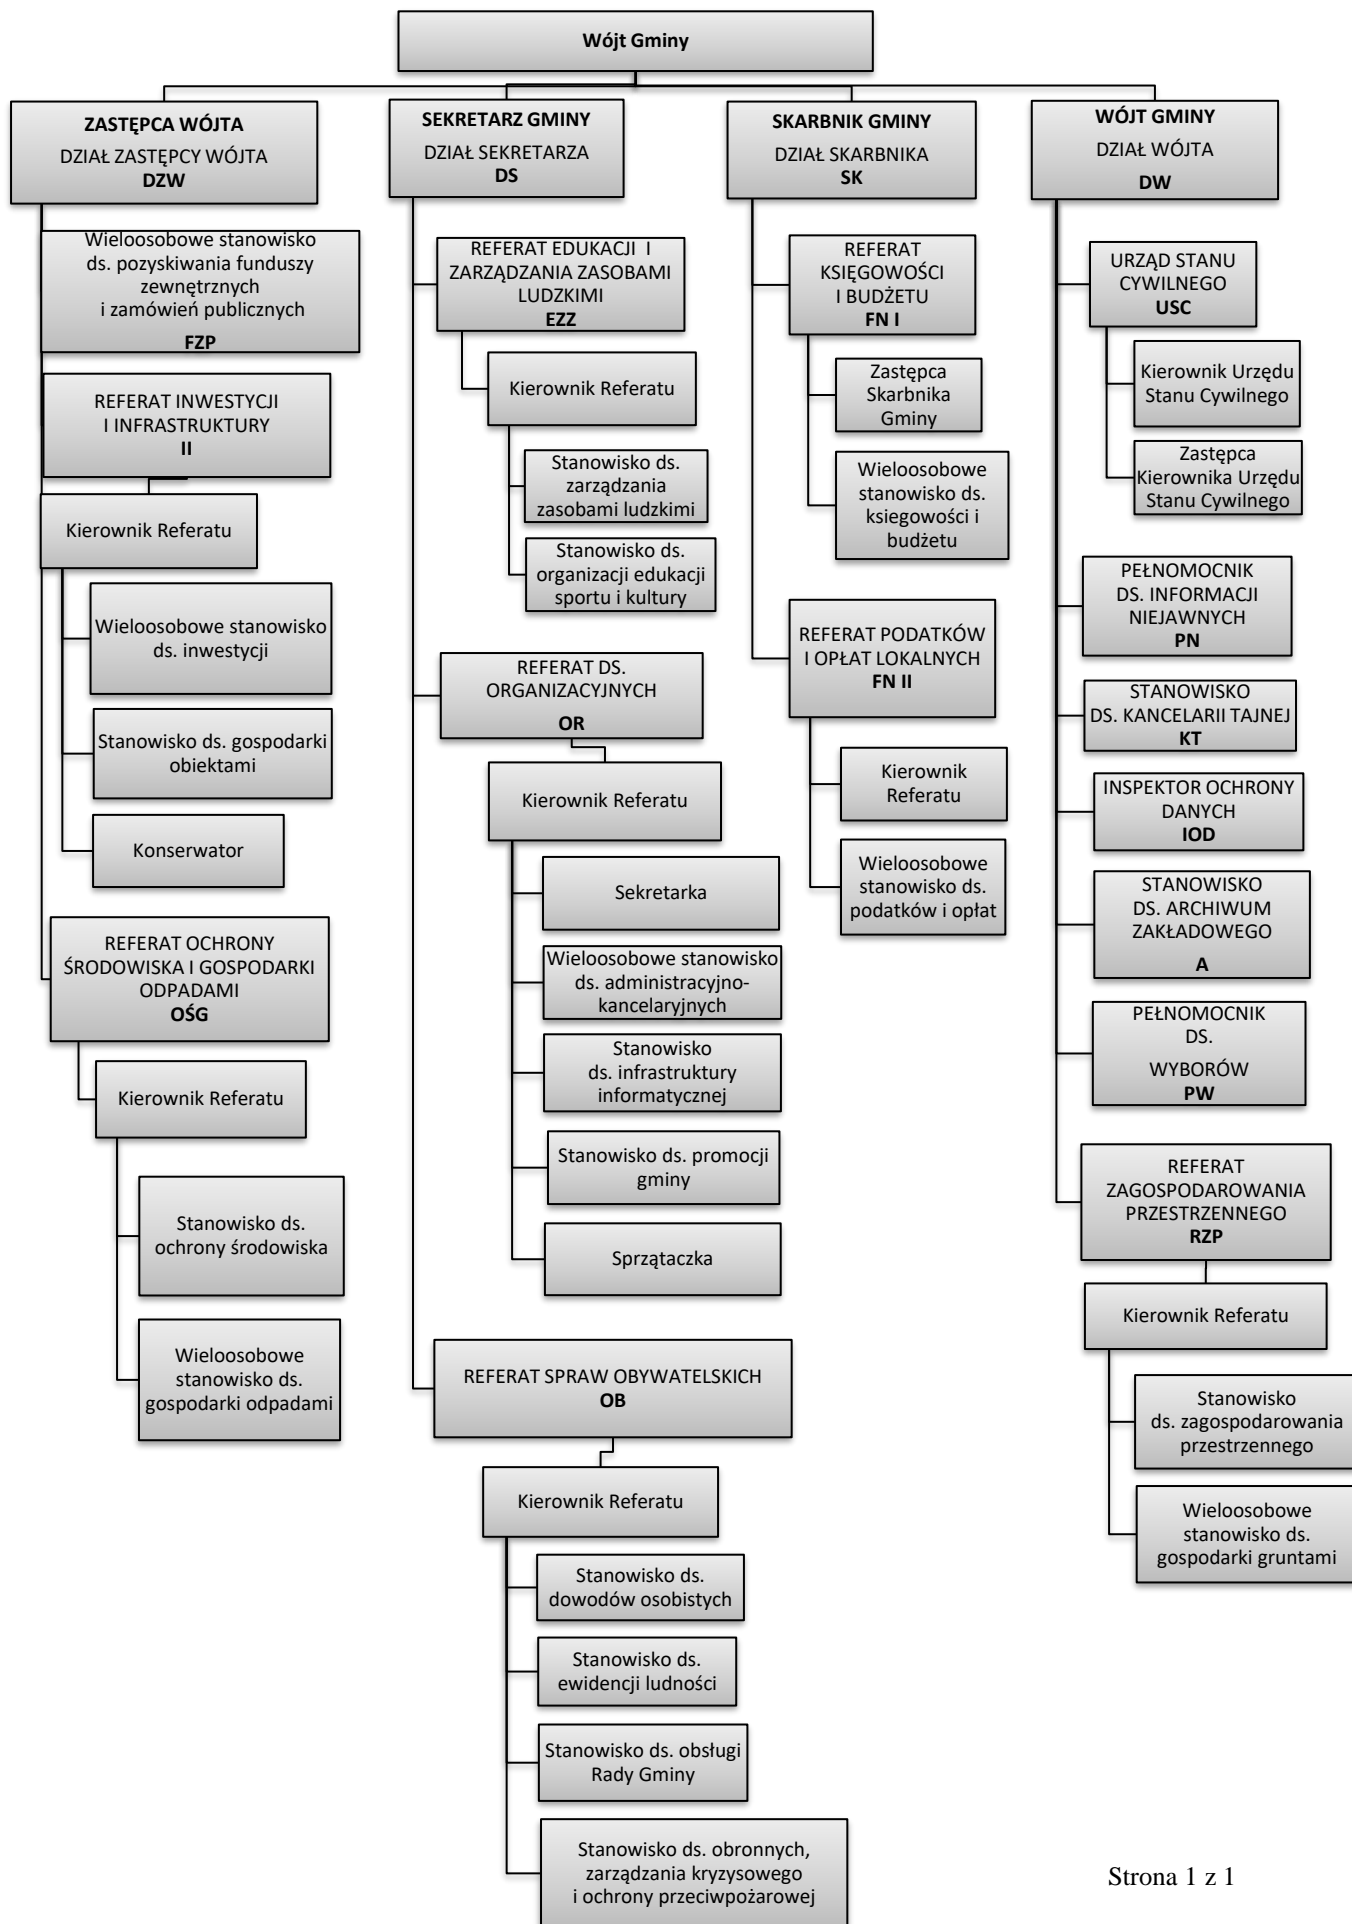 Wójt Gminy
ZASTĘPCA WÓJTA
DZIAŁ ZASTĘPCY WÓJTA
DZW
Wieloosobowe stanowisko
ds. pozyskiwania funduszy
zewnętrznych
i zamówień publicznych
FZP
REFERAT INWESTYCJI
I INFRASTRUKTURY
II
Kierownik Referatu
Wieloosobowe stanowisko
ds. inwestycji
Stanowisko ds. gospodarki
obiektami
Konserwator
REFERAT OCHRONY
ŚRODOWISKA I GOSPODARKI
ODPADAMI
OŚG
Kierownik Referatu
Stanowisko ds.
ochrony środowiska
Wieloosobowe
stanowisko ds.
gospodarki odpadami
SEKRETARZ GMINY
DZIAŁ SEKRETARZA
DS
REFERAT EDUKACJI I
ZARZĄDZANIA ZASOBAMI
LUDZKIMI
EZZ
Kierownik Referatu
Stanowisko ds.
zarządzania
zasobami ludzkimi
Stanowisko ds.
organizacji edukacji
sportu i kultury
REFERAT DS.
ORGANIZACYJNYCH
OR
Kierownik Referatu
Sekretarka
Wieloosobowe stanowisko
ds. administracyjno-
kancelaryjnych
Stanowisko
ds. infrastruktury
informatycznej
Stanowisko ds. promocji
gminy
Sprzątaczka
REFERAT SPRAW OBYWATELSKICH
OB
Kierownik Referatu
Stanowisko ds.
dowodów osobistych
Stanowisko ds.
ewidencji ludności
Stanowisko ds. obsługi
Rady Gminy
Stanowisko ds. obronnych,
zarządzania kryzysowego
i ochrony przeciwpożarowej
SKARBNIK GMINY
DZIAŁ SKARBNIKA
SK
REFERAT
KSIĘGOWOŚCI
I BUDŻETU
FN I
Zastępca
Skarbnika
Gminy
Wieloosobowe
stanowisko ds.
ksiegowości i
budżetu
REFERAT PODATKÓW
I OPŁAT LOKALNYCH
FN II
Kierownik
Referatu
Wieloosobowe
stanowisko ds.
podatków i opłat
WÓJT GMINY
DZIAŁ WÓJTA
DW
URZĄD STANU
CYWILNEGO
USC
Kierownik Urzędu
Stanu Cywilnego
Zastępca
Kierownika Urzędu
Stanu Cywilnego
PEŁNOMOCNIK
DS. INFORMACJI
NIEJAWNYCH
PN
STANOWISKO
DS. KANCELARII TAJNEJ
KT
INSPEKTOR OCHRONY
DANYCH
IOD
STANOWISKO
DS. ARCHIWUM
ZAKŁADOWEGO
A
PEŁNOMOCNIK
DS.
WYBORÓW
PW
REFERAT
ZAGOSPODAROWANIA
PRZESTRZENNEGO
RZP
Kierownik Referatu
Stanowisko
ds. zagospodarowania
przestrzennego
Wieloosobowe
stanowisko ds.
gospodarki gruntami
Strona 1 z 1